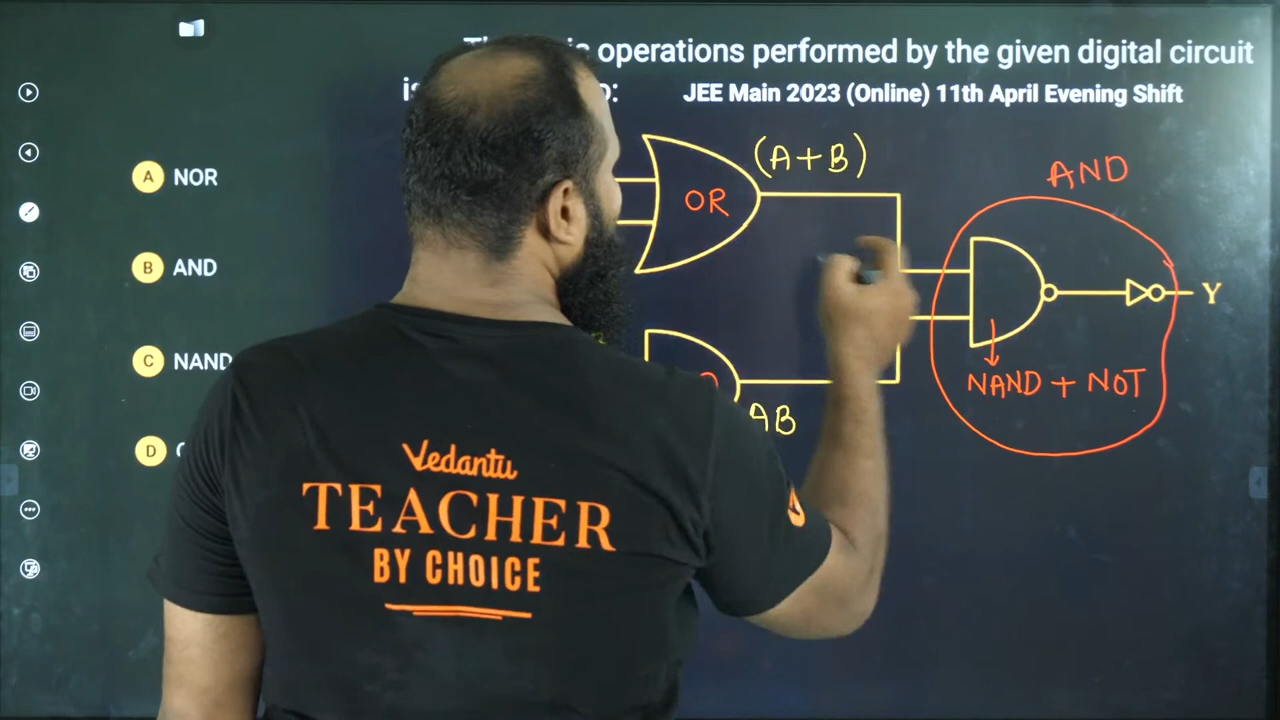 operations performed by the given digital circuit
JEE Main 2023 (Online) 11th April Evening Shift
A NOR
B AND
C NAND
D
OR
(A+B)
AB
AND
NAND + NOT
Y
Vedantu
TEACHER
BY CHOICE